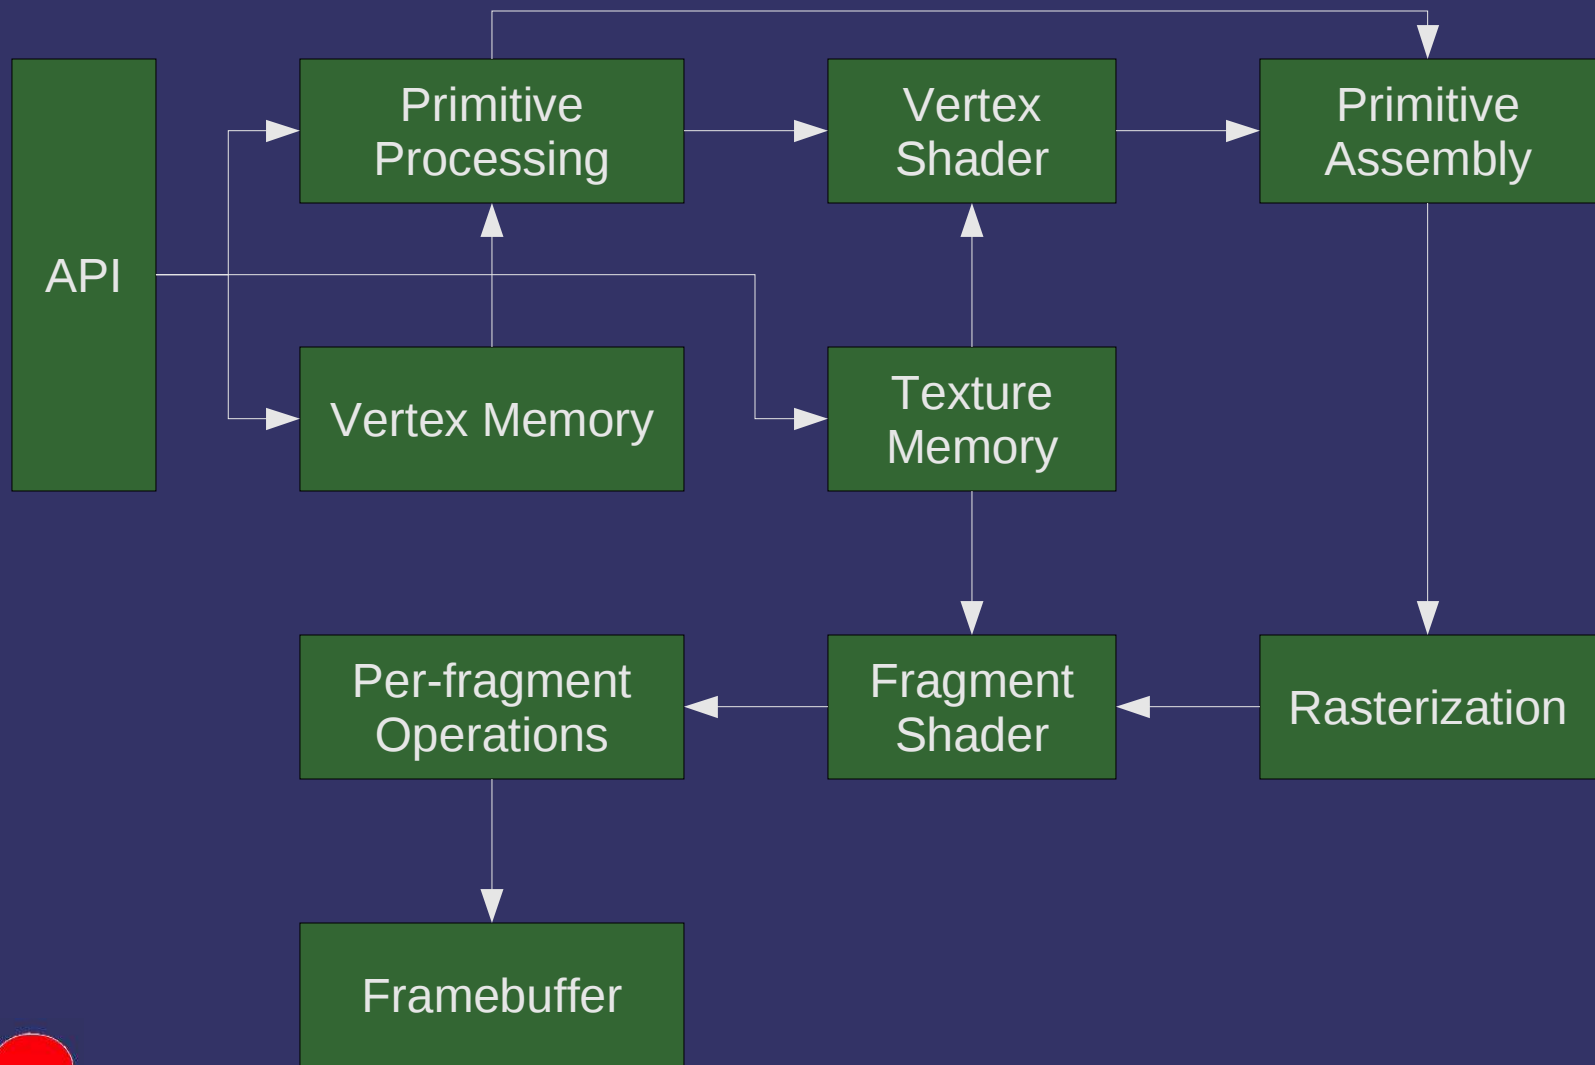 Primitive
Processing
Vertex
Shader
Primitive
Assembly
API
Vertex Memory
Texture
Memory
Per-fragment
Operations
Fragment
Shader
Rasterization
Framebuffer